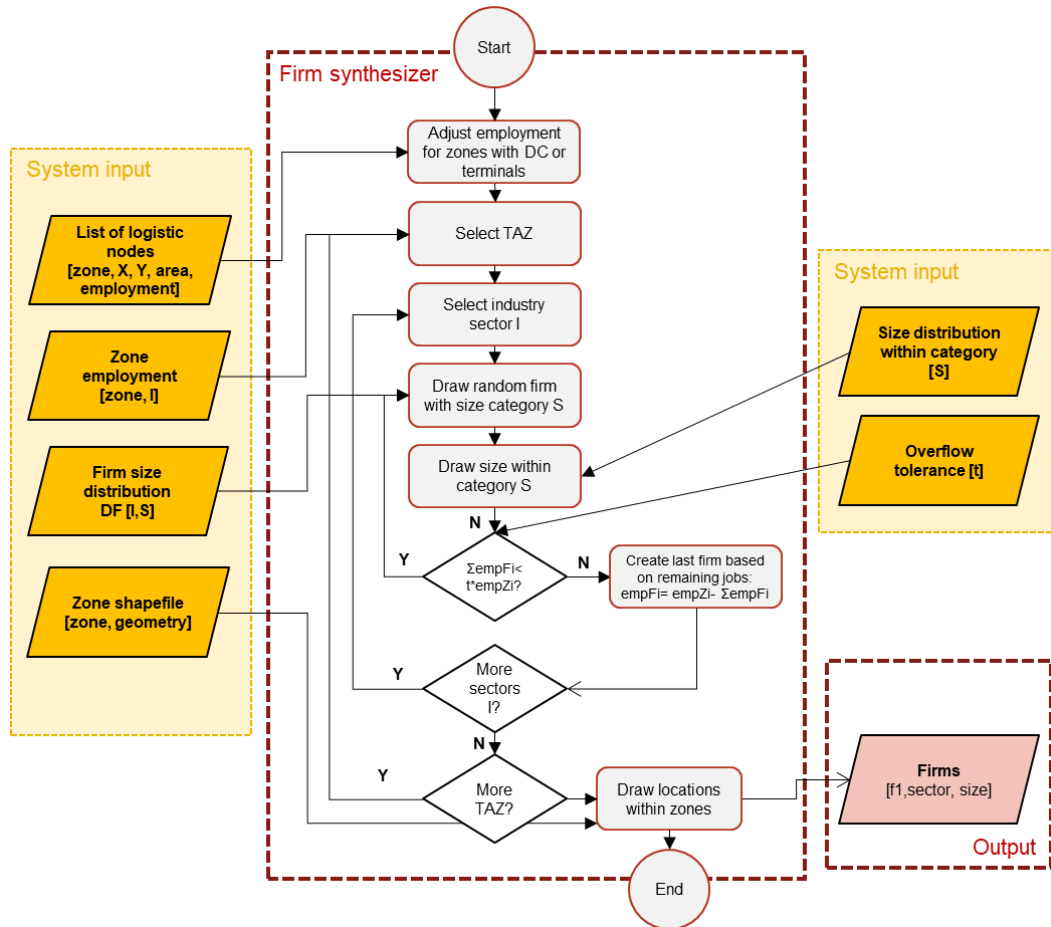 Start
Firm synthesizer
Adjust employment
for zones with DC or
terminals
System input
List of logistic
nodes
[zone, X, Y, area,
employment]
Select TAZ
System input
Select industry
sector I
Size distribution
within category
[S]
Zone
employment
[zone, I]
Draw random firm
with size category S
Draw size within
category S
Overflow
tolerance [t]
Firm size
distribution
DF [I,S]
N
Y
ΣempFi<
t*empZi?
N
Create last firm based
on remaining jobs:
empFi= empZi- ΣempFi
Zone shapefile
[zone, geometry]
Y
More
sectors
I?
N
Y
More
TAZ?
Draw locations
within zones
Firms
[f1,sector, size]
Output
End